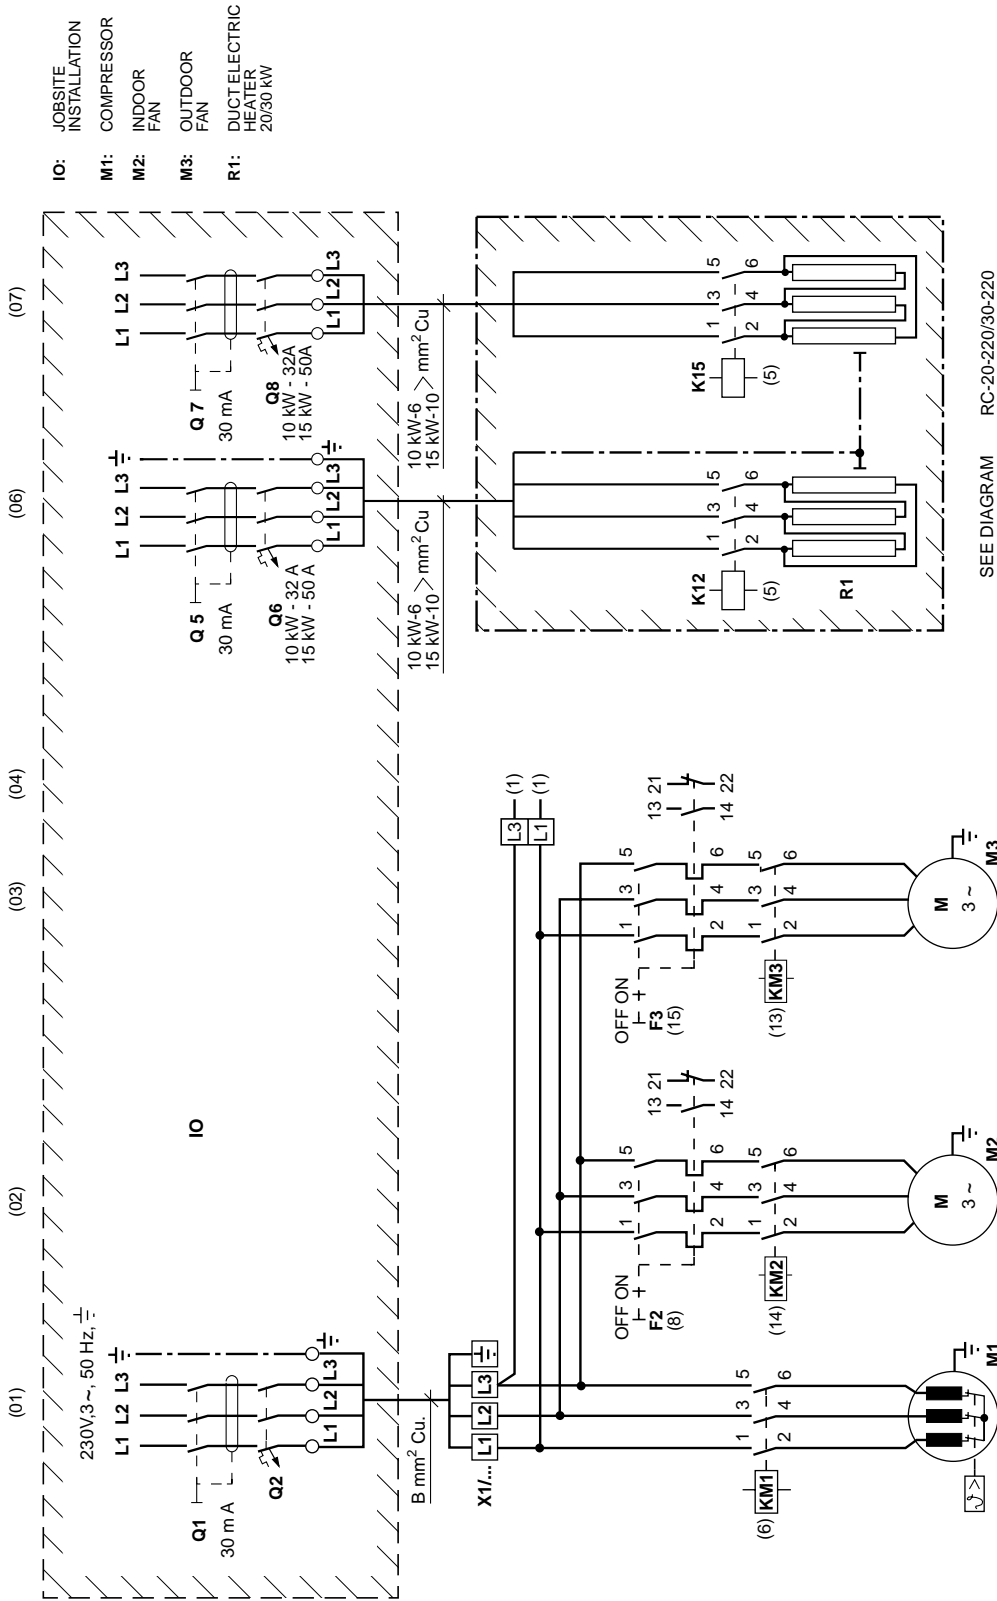 (01)
(02)
(03)
(04)
(06)
(07)
230V,3~, 50 Hz,
L1 L2 L3
Q1
30 m A
Q2
L1 L2 L3
IO
L1 L2 L3
Q 5
30 mA
Q6
10 kW - 32 A
15 kW - 50 A
L1 L2 L3
L1 L2 L3
Q 7
30 mA
Q8
10 kW - 32A
15 kW - 50A
L1 L2 L3
IO: JOBSITE
INSTALLATION
M1: COMPRESSOR
M2: INDOOR
FAN
M3: OUTDOOR
FAN
R1: DUCT ELECTRIC
HEATER
20/30 kW
B mm² Cu.
10 kW-6
15 kW-10 > mm² Cu
10 kW-6
15 kW-10 > mm² Cu
X1/...
L1 L2 L3
L3 (1)
L1 (1)
OFF ON
F2
(8)
1 3 5
2 4 6
13 21
14 22
OFF ON
F3
(15)
1 3 5
2 4 6
13 21
14 22
(6) KM1
1 3 5
2 4 6
(14) KM2
1 3 5
2 4 6
(13) KM3
1 3 5
2 4 6
K12
(5)
1 3 5
2 4 6
K15
(5)
1 3 5
2 4 6
R1
ϑ >
M1
M
3 ~
M2
M
3 ~
M3
SEE DIAGRAM RC-20-220/30-220